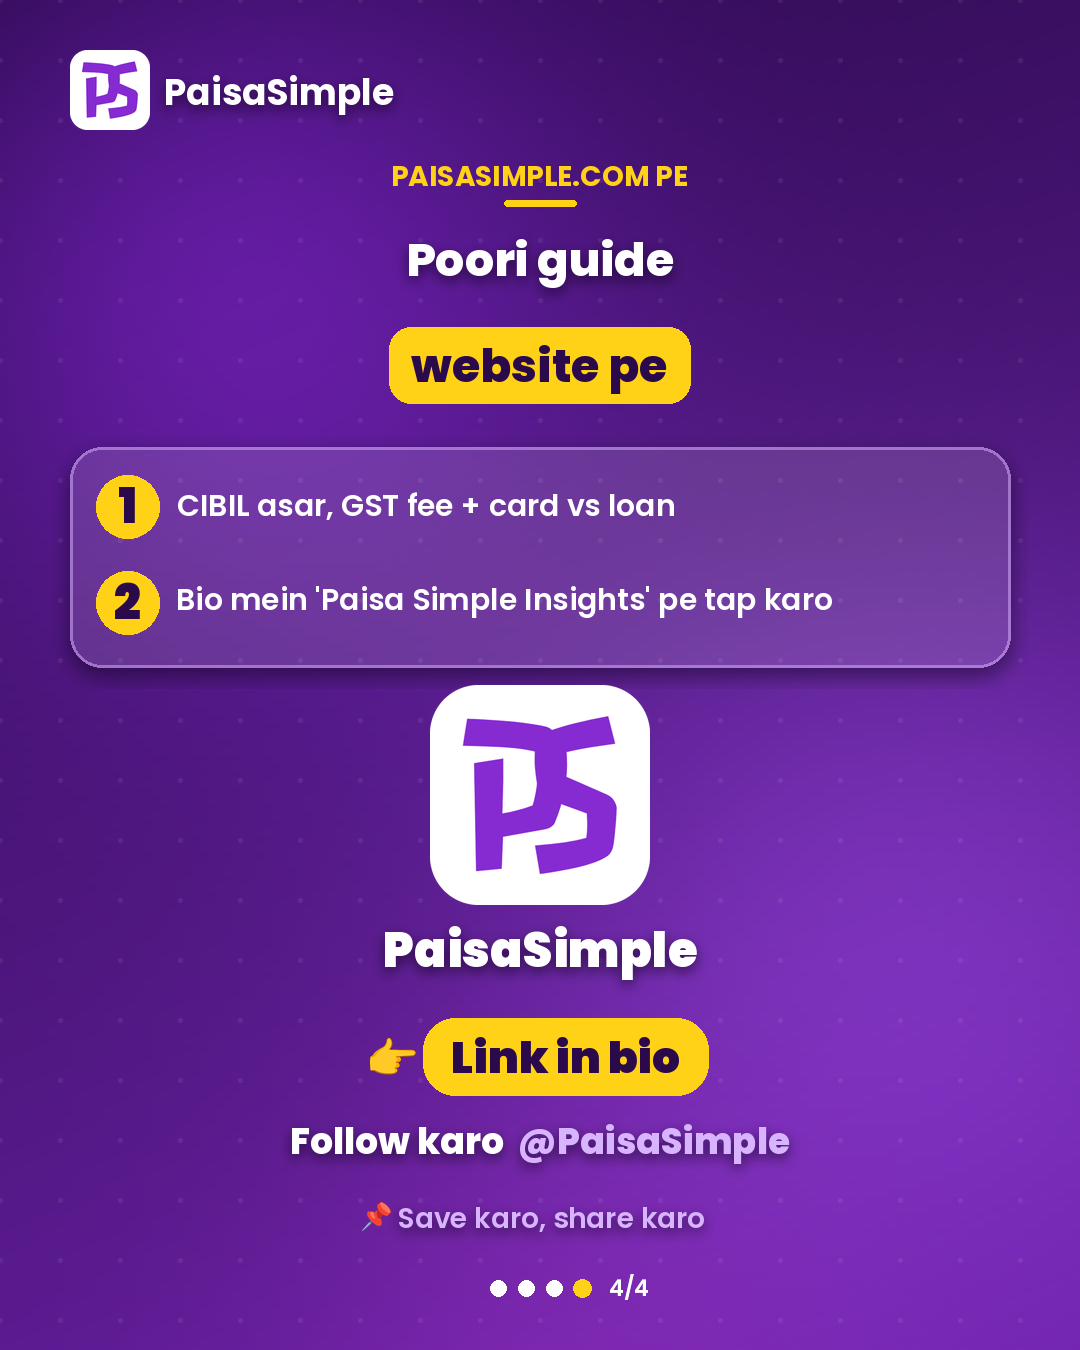 PS PaisaSimple
PAISASIMPLE.COM PE
Poori guide
website pe
1 CIBIL asar, GST fee + card vs loan
2 Bio mein 'Paisa Simple Insights' pe tap karo
PS
PaisaSimple
👉 Link in bio
Follow karo @PaisaSimple
📌 Save karo, share karo
4/4